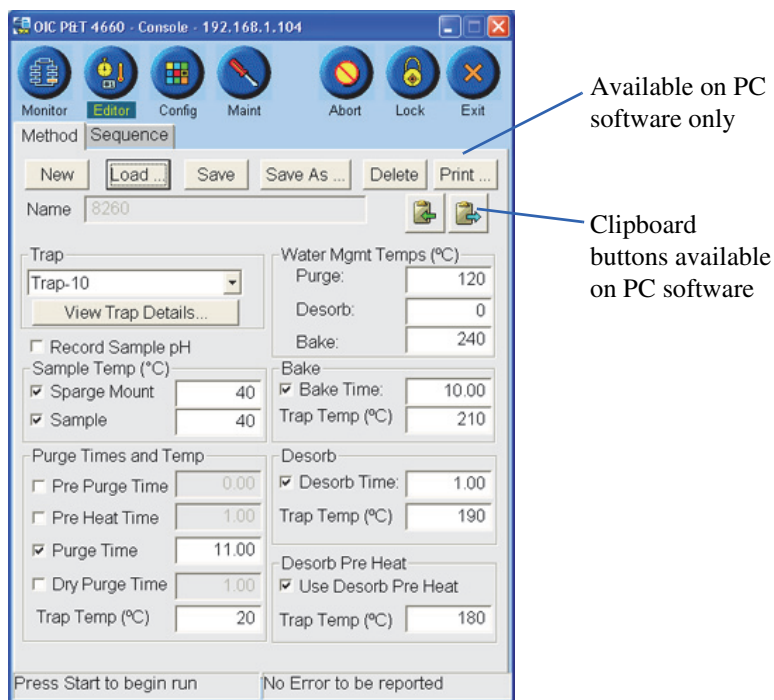 OIC P&T 4660 - Console - 192.168.1.104
Monitor Editor Config Maint Abort Lock Exit
Method Sequence
New Load ... Save Save As ... Delete Print ...
Name 8260
Trap
Trap-10
View Trap Details...
Record Sample pH
Sample Temp (°C)
Sparge Mount 40
Sample 40
Purge Times and Temp
Pre Purge Time 0.00
Pre Heat Time 1.00
Purge Time 11.00
Dry Purge Time 1.00
Trap Temp (ºC) 20
Water Mgmt Temps (ºC)
Purge: 120
Desorb: 0
Bake: 240
Bake
Bake Time: 10.00
Trap Temp (ºC) 210
Desorb
Desorb Time: 1.00
Trap Temp (ºC) 190
Desorb Pre Heat
Use Desorb Pre Heat
Trap Temp (ºC) 180
Press Start to begin run No Error to be reported
Available on PC
software only
Clipboard
buttons available
on PC software